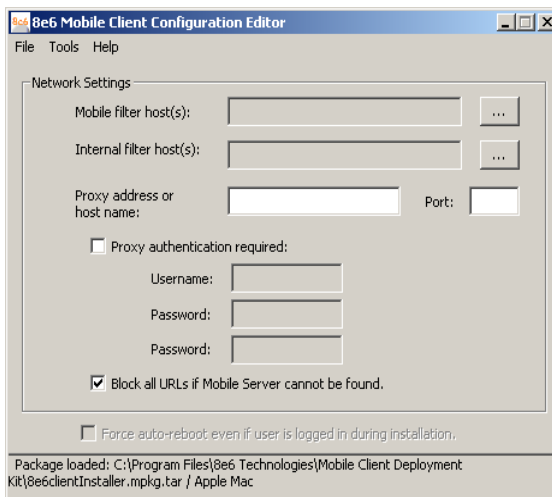 8e6 8e6 Mobile Client Configuration Editor
File Tools Help
Network Settings
Mobile filter host(s): ...
Internal filter host(s): ...
Proxy address or
host name: Port:
Proxy authentication required:
Username:
Password:
Password:
Block all URLs if Mobile Server cannot be found.
Force auto-reboot even if user is logged in during installation.
Package loaded: C:\Program Files\8e6 Technologies\Mobile Client Deployment
Kit\8e6clientInstaller.mpkg.tar / Apple Mac